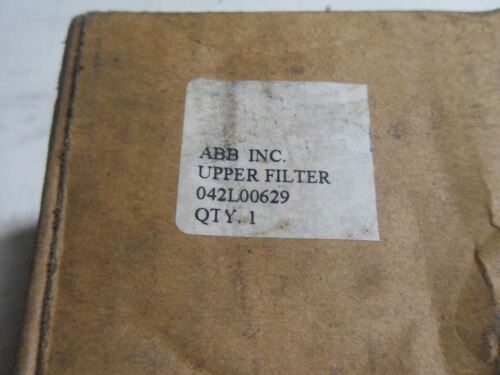 ABB INC.
UPPER FILTER
042L00629
QTY. 1